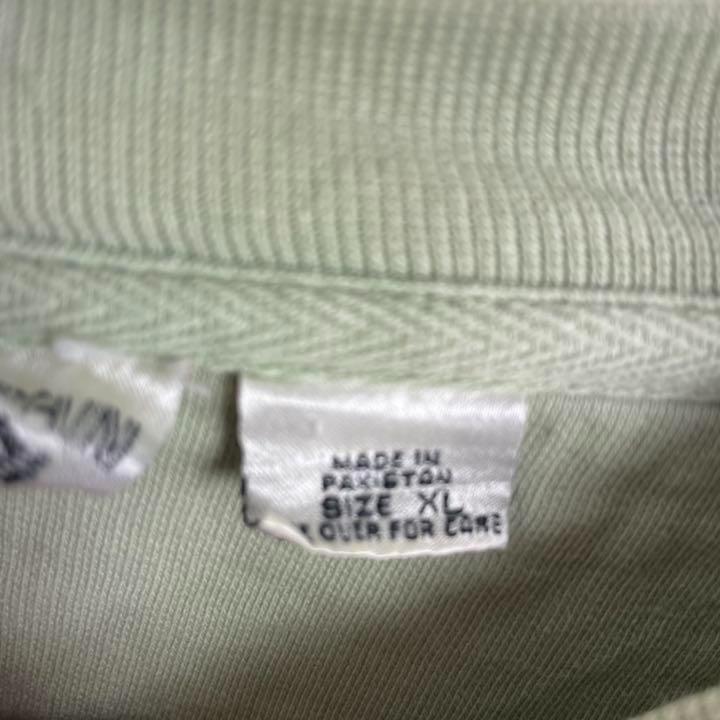 MADE IN
PAKISTAN
SIZE XL
OVER FOR CARE